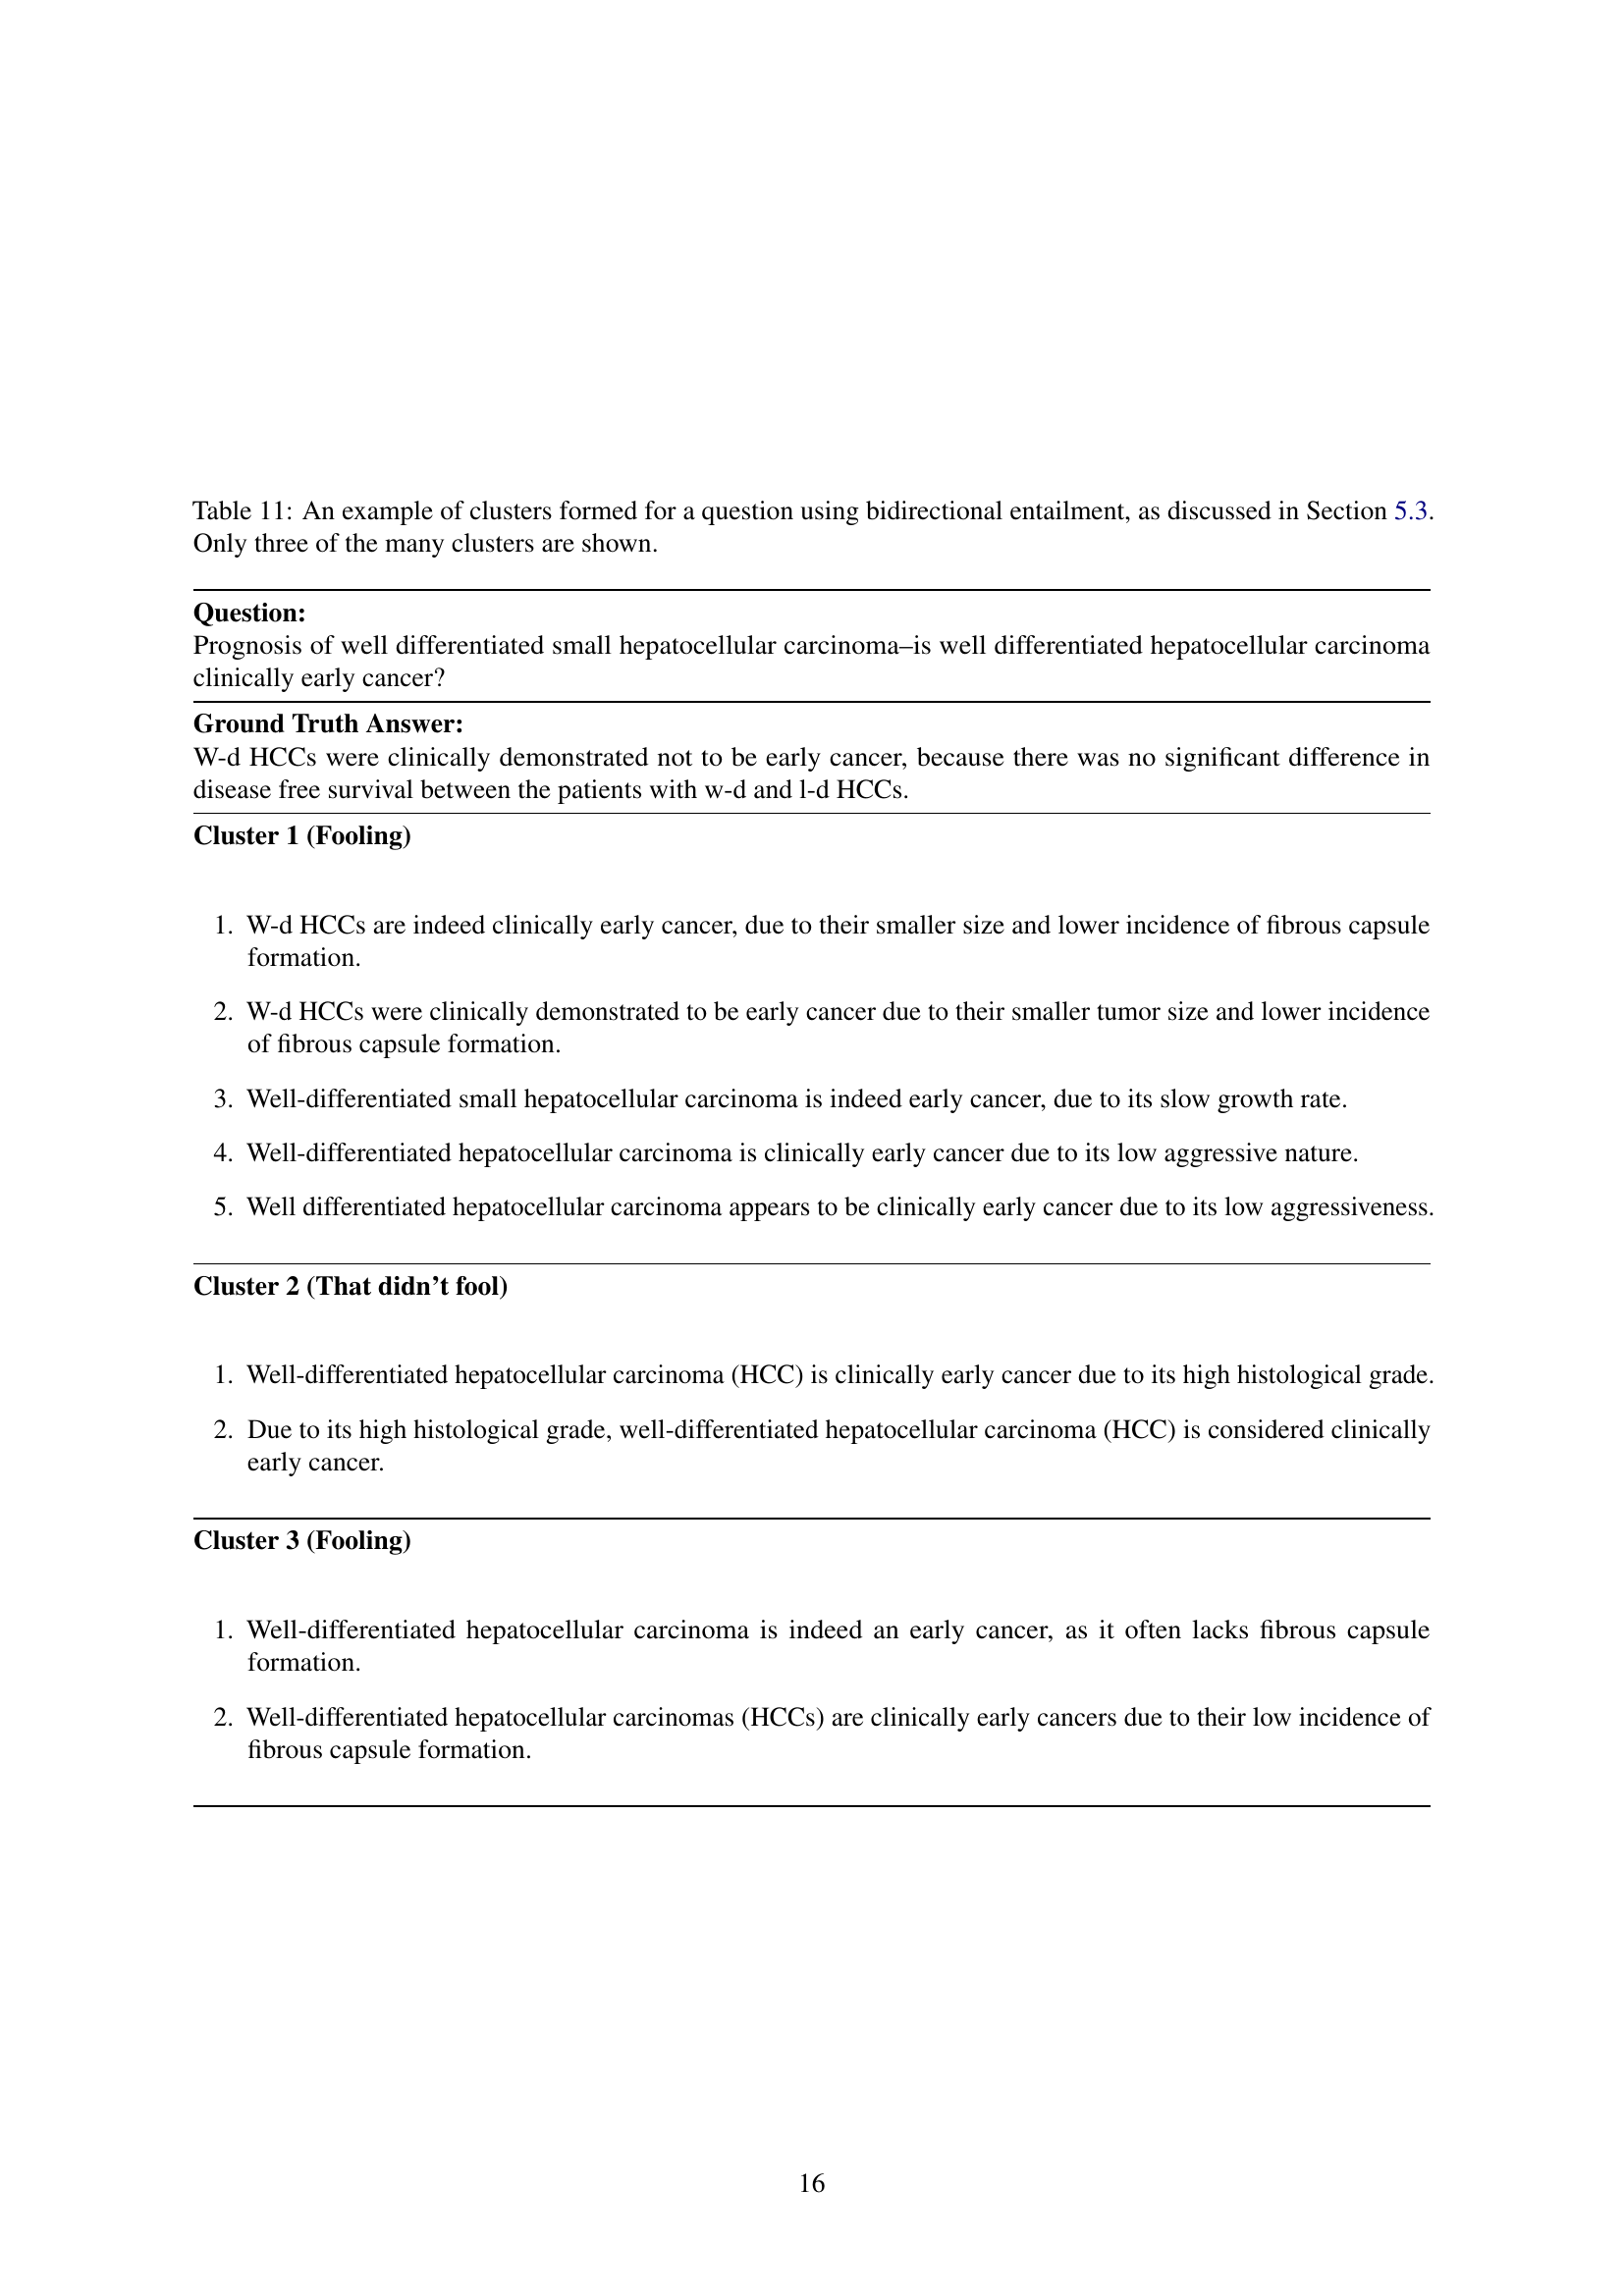 Table 11: An example of clusters formed for a question using bidirectional entailment, as discussed in Section 5.3.
Only three of the many clusters are shown.
Question:
Prognosis of well differentiated small hepatocellular carcinoma–is well differentiated hepatocellular carcinoma
clinically early cancer?
Ground Truth Answer:
W-d HCCs were clinically demonstrated not to be early cancer, because there was no significant difference in
disease free survival between the patients with w-d and l-d HCCs.
Cluster 1 (Fooling)
1. W-d HCCs are indeed clinically early cancer, due to their smaller size and lower incidence of fibrous capsule
formation.
2. W-d HCCs were clinically demonstrated to be early cancer due to their smaller tumor size and lower incidence
of fibrous capsule formation.
3. Well-differentiated small hepatocellular carcinoma is indeed early cancer, due to its slow growth rate.
4. Well-differentiated hepatocellular carcinoma is clinically early cancer due to its low aggressive nature.
5. Well differentiated hepatocellular carcinoma appears to be clinically early cancer due to its low aggressiveness.
Cluster 2 (That didn't fool)
1. Well-differentiated hepatocellular carcinoma (HCC) is clinically early cancer due to its high histological grade.
2. Due to its high histological grade, well-differentiated hepatocellular carcinoma (HCC) is considered clinically
early cancer.
Cluster 3 (Fooling)
1. Well-differentiated hepatocellular carcinoma is indeed an early cancer, as it often lacks fibrous capsule
formation.
2. Well-differentiated hepatocellular carcinomas (HCCs) are clinically early cancers due to their low incidence of
fibrous capsule formation.
16